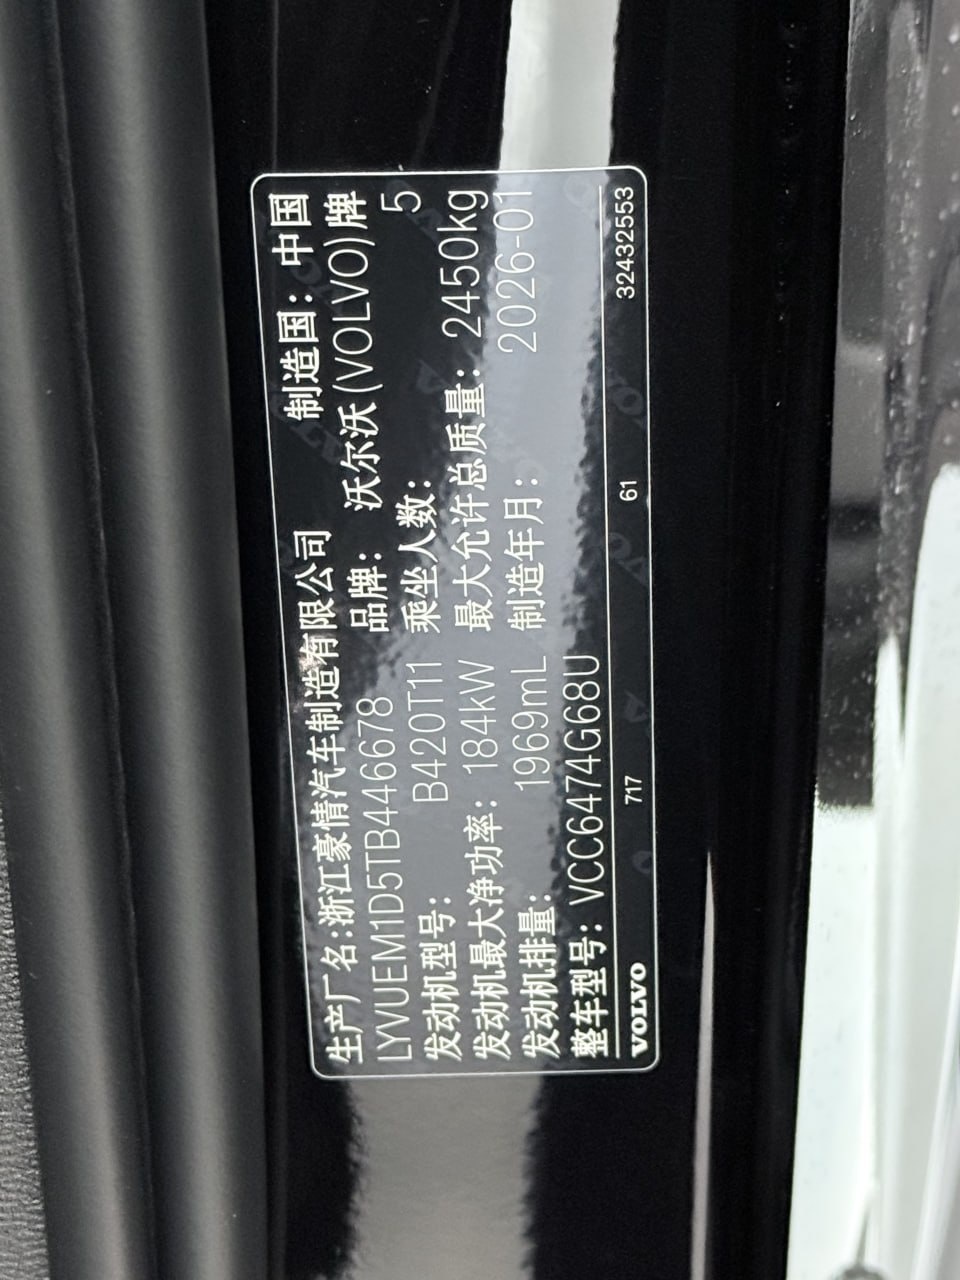 生产厂名:浙江豪情汽车制造有限公司 制造国：中国
LYVUEM1D5TB446678 品牌：沃尔沃(VOLVO)牌
发动机型号：B420T11 乘坐人数：5
发动机最大净功率：184kW 最大允许总质量：2450kg
发动机排量：1969mL 制造年月：2026-01
整车型号：VCC6474G68U
VOLVO 717 61 32432553